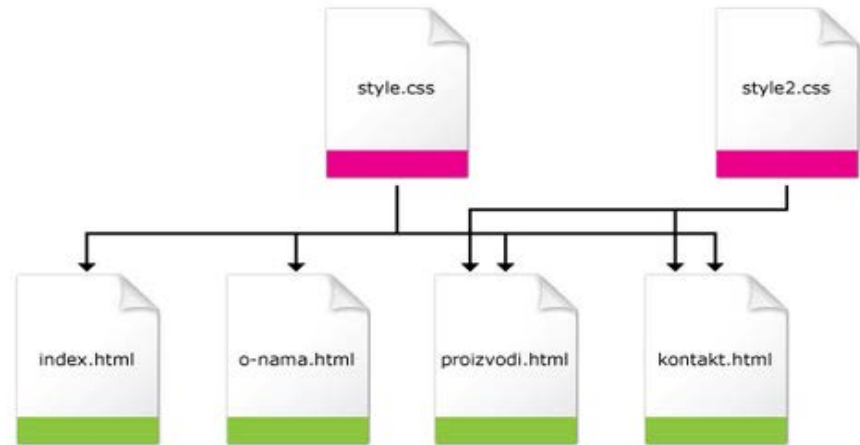 style.css
style2.css
index.html
o-nama.html
proizvodi.html
kontakt.html